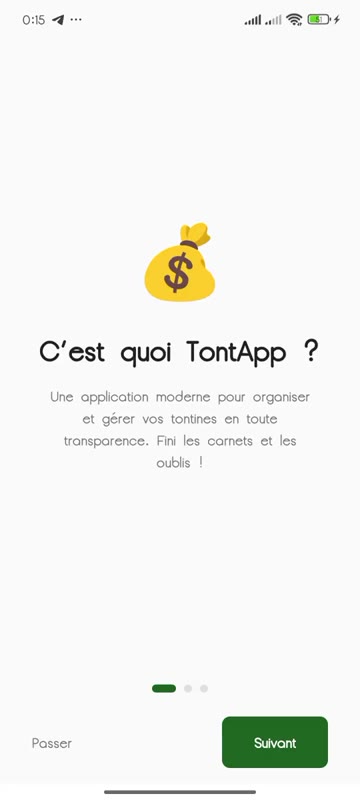 0:15
$
C'est quoi TontApp ?
Une application moderne pour organiser
et gérer vos tontines en toute
transparence. Fini les carnets et les
oublis !
Passer
Suivant